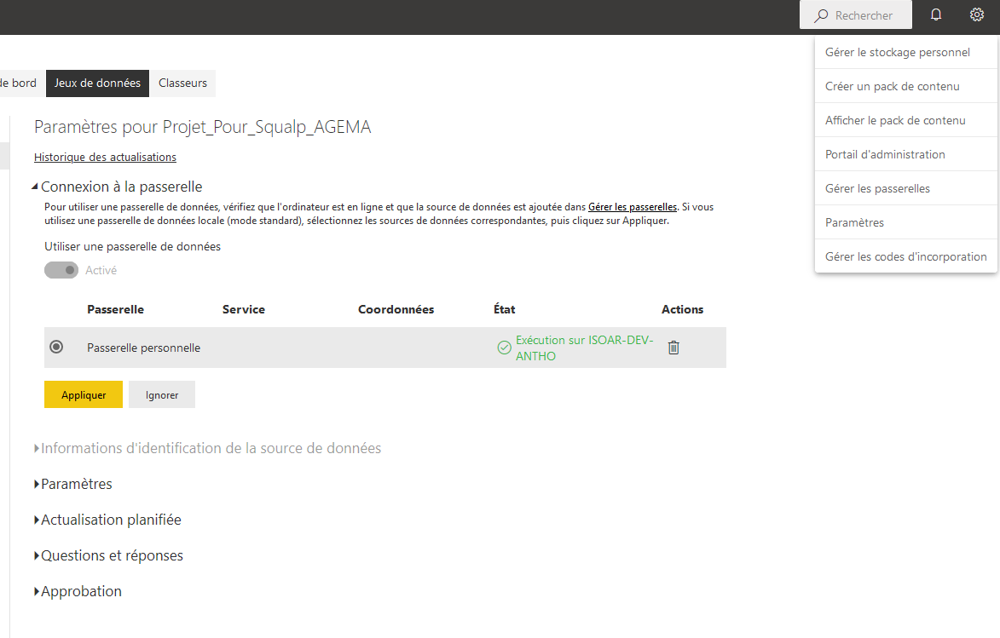 Rechercher
Gérer le stockage personnel
Créer un pack de contenu
Afficher le pack de contenu
Portail d'administration
Gérer les passerelles
Paramètres
Gérer les codes d'incorporation
de bord
Jeux de données
Classeurs
Paramètres pour Projet_Pour_Squalp_AGEMA
Historique des actualisations
Connexion à la passerelle
Pour utiliser une passerelle de données, vérifiez que l'ordinateur est en ligne et que la source de données est ajoutée dans Gérer les passerelles. Si vous
utilisez une passerelle de données locale (mode standard), sélectionnez les sources de données correspondantes, puis cliquez sur Appliquer.
Utiliser une passerelle de données
Activé
Passerelle Service Coordonnées État Actions
Passerelle personnelle
Exécution sur ISOAR-DEV-
ANTHO
Appliquer
Ignorer
Informations d'identification de la source de données
Paramètres
Actualisation planifiée
Questions et réponses
Approbation